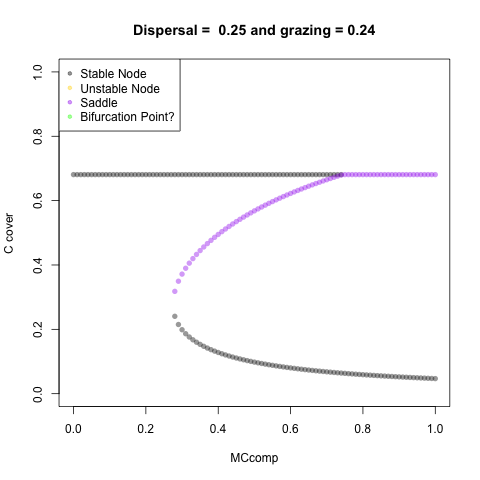 Dispersal =  0.25 and grazing = 0.24
Stable Node
Unstable Node
Saddle
Bifurcation Point?
C cover
1.0
0.8
0.6
0.4
0.2
0.0
0.0 0.2 0.4 0.6 0.8 1.0
MCcomp